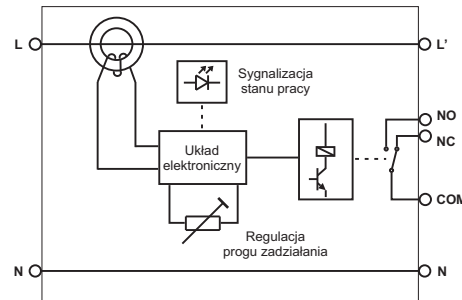 L
L'
Sygnalizacja
stanu pracy
NO
NC
Układ
elektroniczny
COM
Regulacja
progu zadziałania
N
N